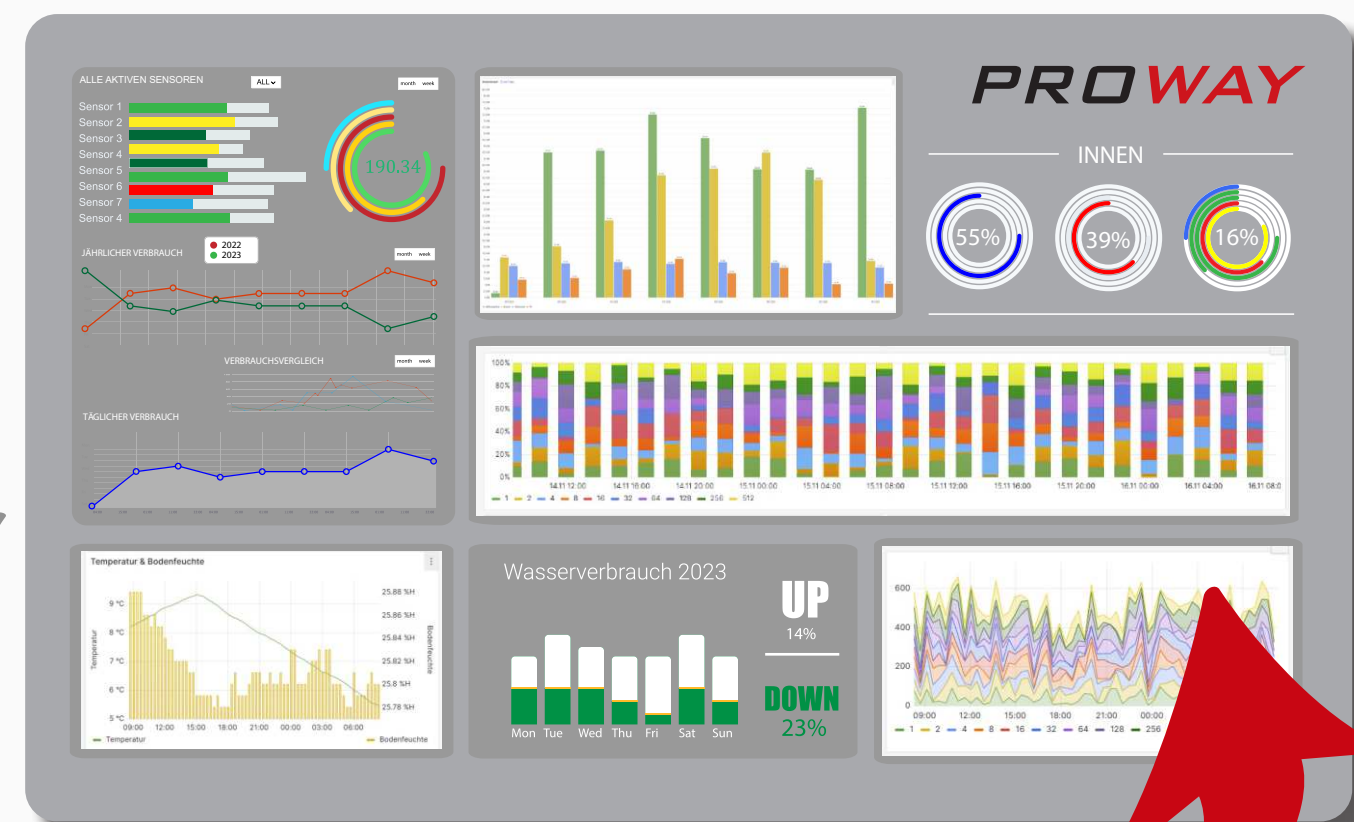 ALLE AKTIVEN SENSOREN
ALL
month week
Sensor 1
Sensor 2
Sensor 3
Sensor 4
Sensor 5
Sensor 6
Sensor 7
Sensor 4
190.34
JÄHRLICHER VERBRAUCH
2022
2023
month week
VERBRAUCHSVERGLEICH
month week
TÄGLICHER VERBRAUCH
PROWAY
INNEN
55%
39%
16%
100%
80%
60%
40%
20%
0%
14.11 12:00 14.11 16:00 14.11 20:00 15.11 00:00 15.11 04:00 15.11 08:00 15.11 12:00 15.11 16:00 15.11 20:00 16.11 00:00 16.11 04:00 16.11 08:0
1 2 4 8 16 32 64 128 256 512
Temperatur & Bodenfeuchte
9 °C
8 °C
7 °C
6 °C
5 °C
Temperatur
25.88 %H
25.86 %H
25.84 %H
25.82 %H
25.8 %H
25.78 %H
Bodenfeuchte
09:00 12:00 15:00 18:00 21:00 00:00 03:00 06:00
Temperatur Bodenfeuchte
Wasserverbrauch 2023
Mon Tue Wed Thu Fri Sat Sun
UP
14%
DOWN
23%
600
400
200
0
09:00 12:00 15:00 18:00 21:00 00:00
1 2 4 8 16 32 64 128 256